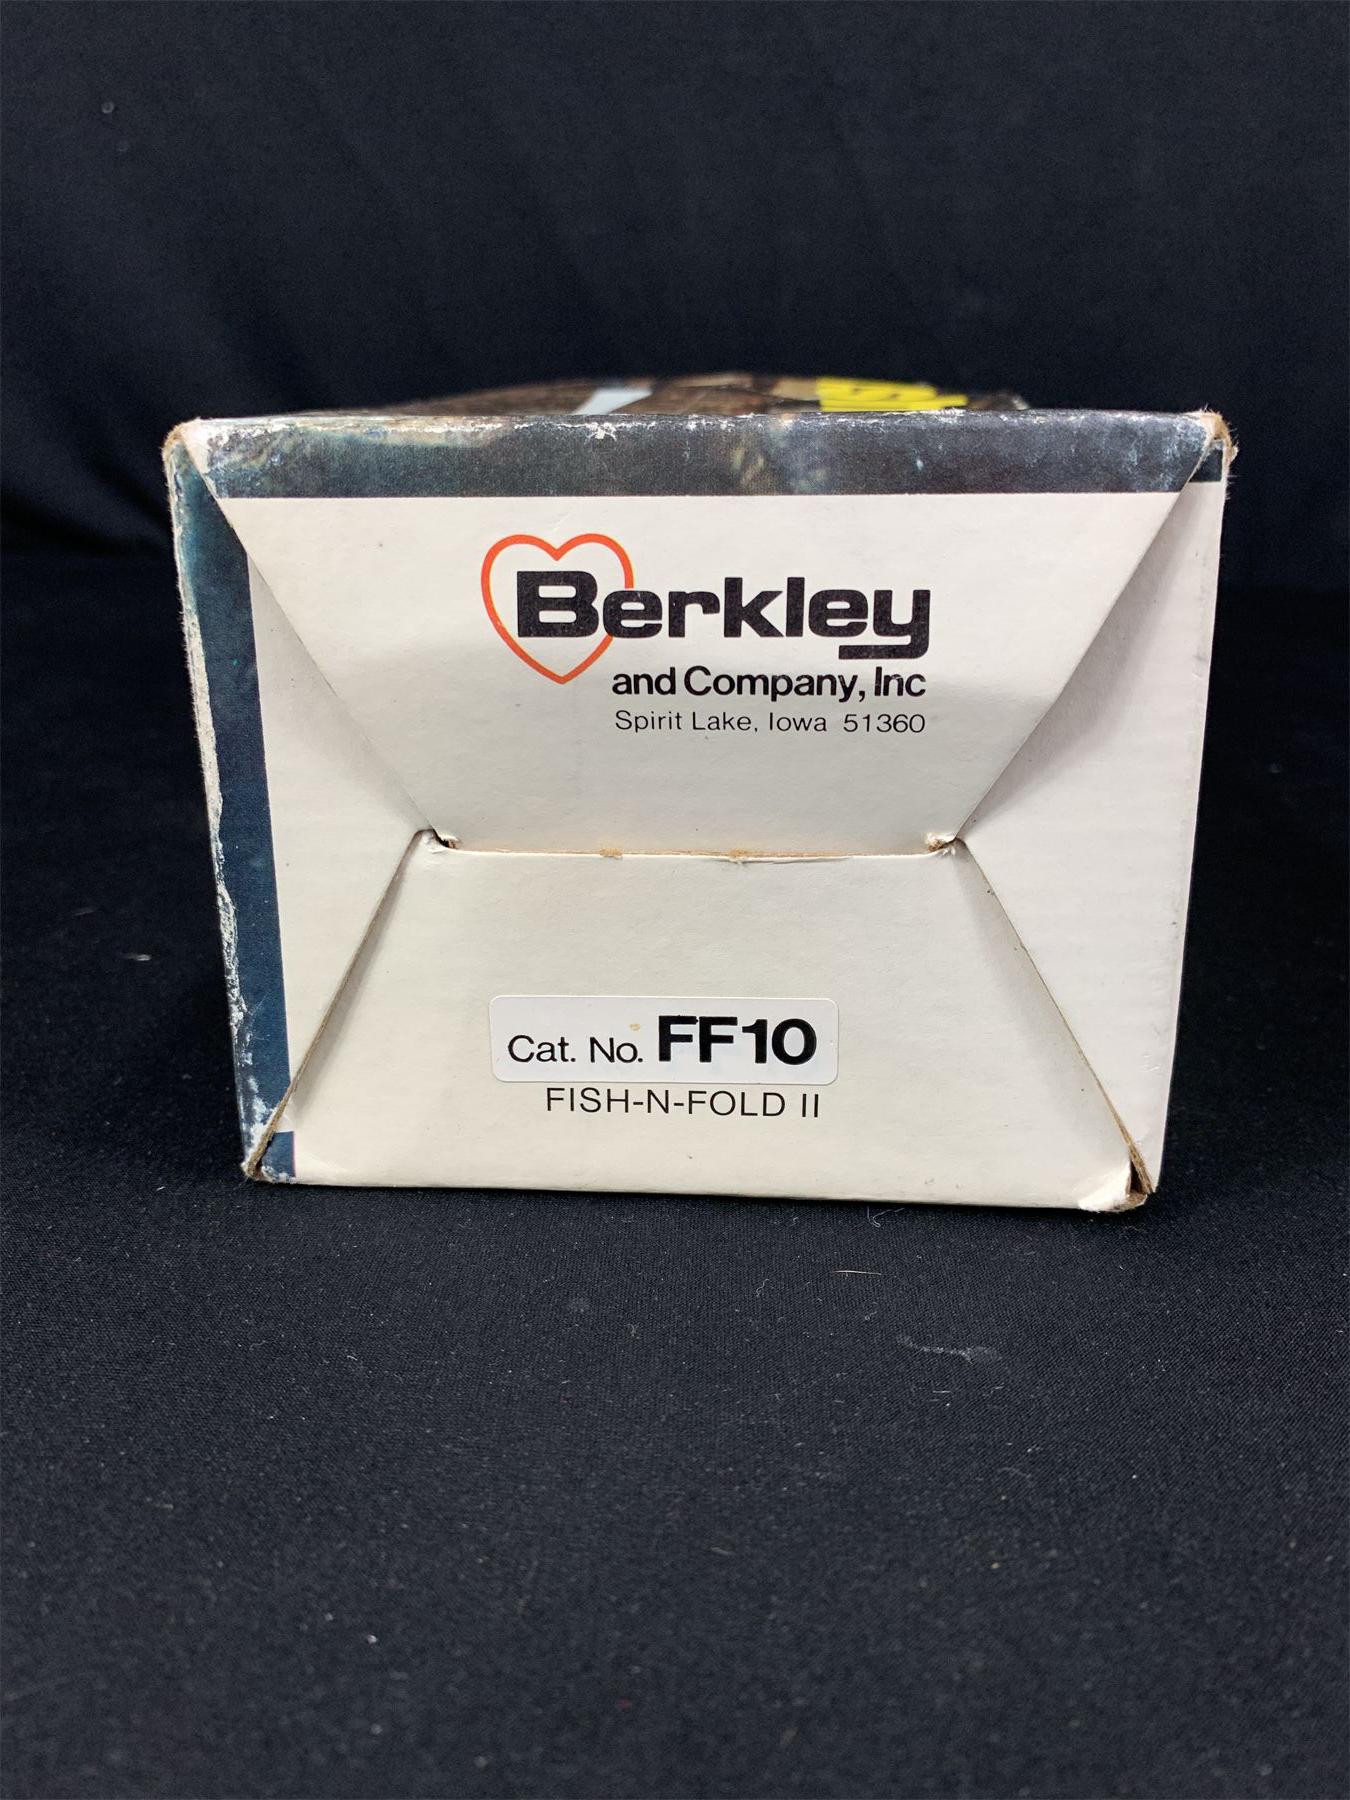 Berkley
and Company, Inc
Spirit Lake, Iowa 51360
Cat. No. FF10
FISH-N-FOLD II